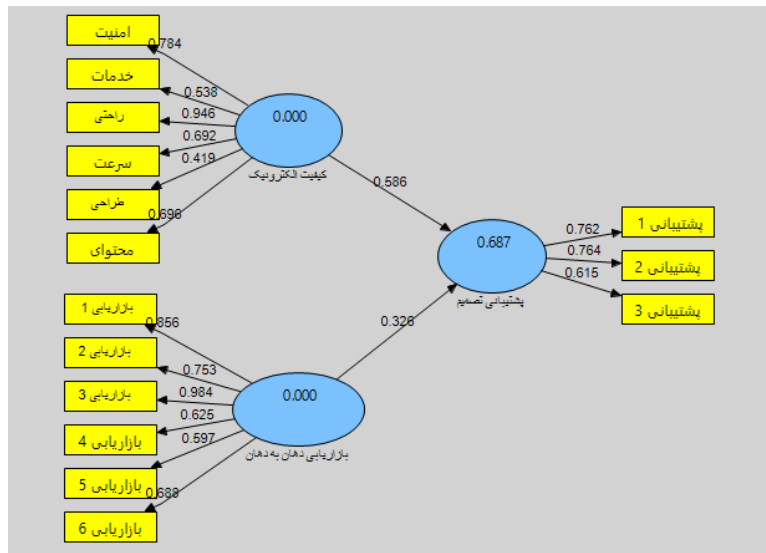 امنیت
0.784
خدمات
0.538
راحتی
0.946
سرعت
0.692
طراحی
0.419
محتوای
0.696
0.000
کیفیت الکترونیک
0.586
بازاریابی 1
0.856
بازاریابی 2
0.753
بازاریابی 3
0.984
بازاریابی 4
0.625
بازاریابی 5
0.597
بازاریابی 6
0.688
0.000
بازاریابی دهان به دهان
0.326
0.687
پشتیبانی تصمیم
0.762
پشتیبانی 1
0.764
پشتیبانی 2
0.615
پشتیبانی 3